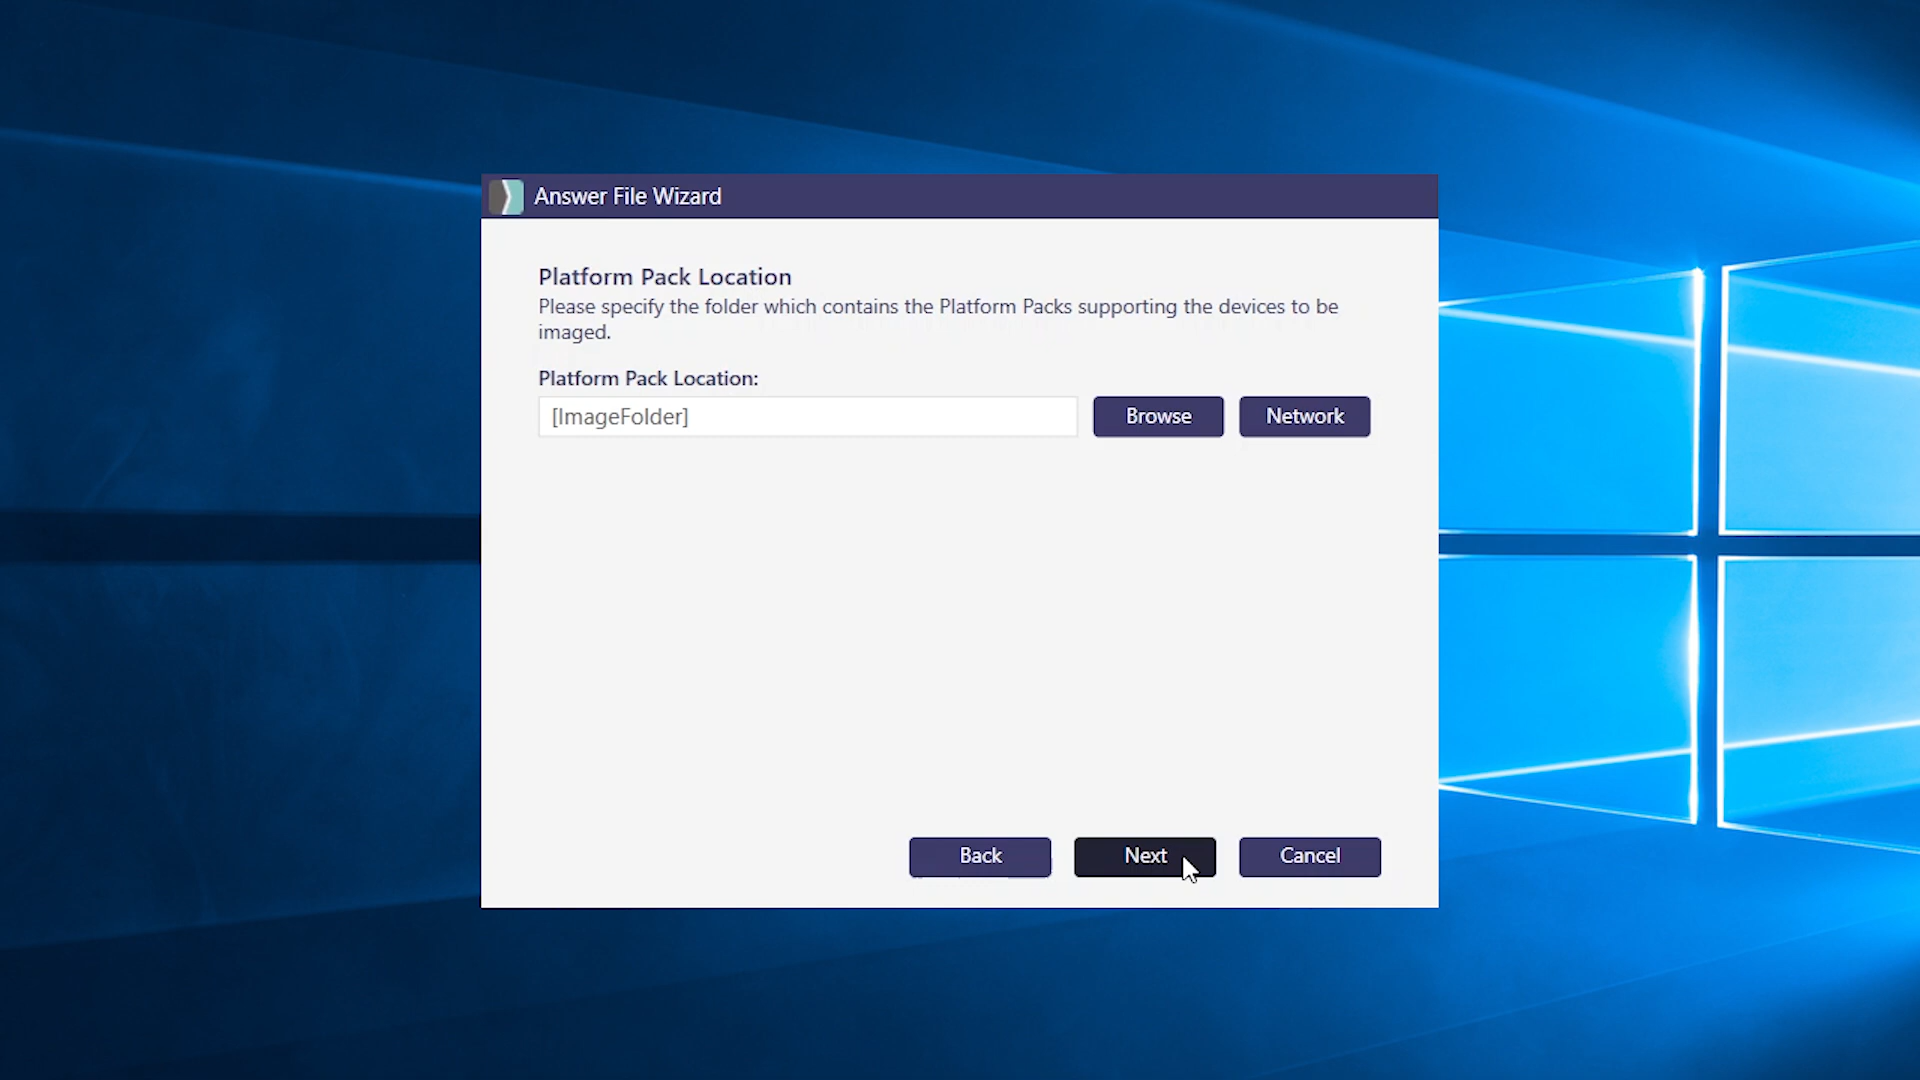 Answer File Wizard
Platform Pack Location
Please specify the folder which contains the Platform Packs supporting the devices to be
imaged.
Platform Pack Location:
[ImageFolder]
Browse
Network
Back
Next
Cancel